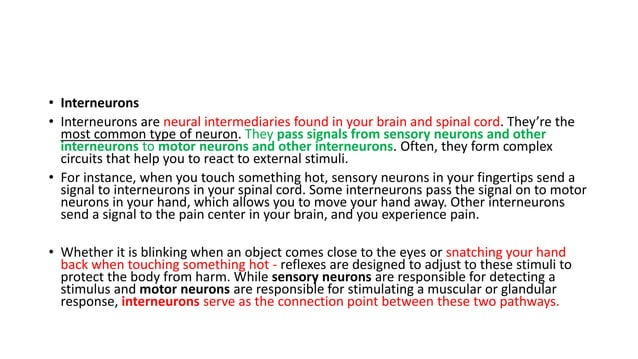 • Interneurons
• Interneurons are neural intermediaries found in your brain and spinal cord. They’re the
most common type of neuron. They pass signals from sensory neurons and other
interneurons to motor neurons and other interneurons. Often, they form complex
circuits that help you to react to external stimuli.
• For instance, when you touch something hot, sensory neurons in your fingertips send a
signal to interneurons in your spinal cord. Some interneurons pass the signal on to motor
neurons in your hand, which allows you to move your hand away. Other interneurons
send a signal to the pain center in your brain, and you experience pain.
• Whether it is blinking when an object comes close to the eyes or snatching your hand
back when touching something hot - reflexes are designed to adjust to these stimuli to
protect the body from harm. While sensory neurons are responsible for detecting a
stimulus and motor neurons are responsible for stimulating a muscular or glandular
response, interneurons serve as the connection point between these two pathways.